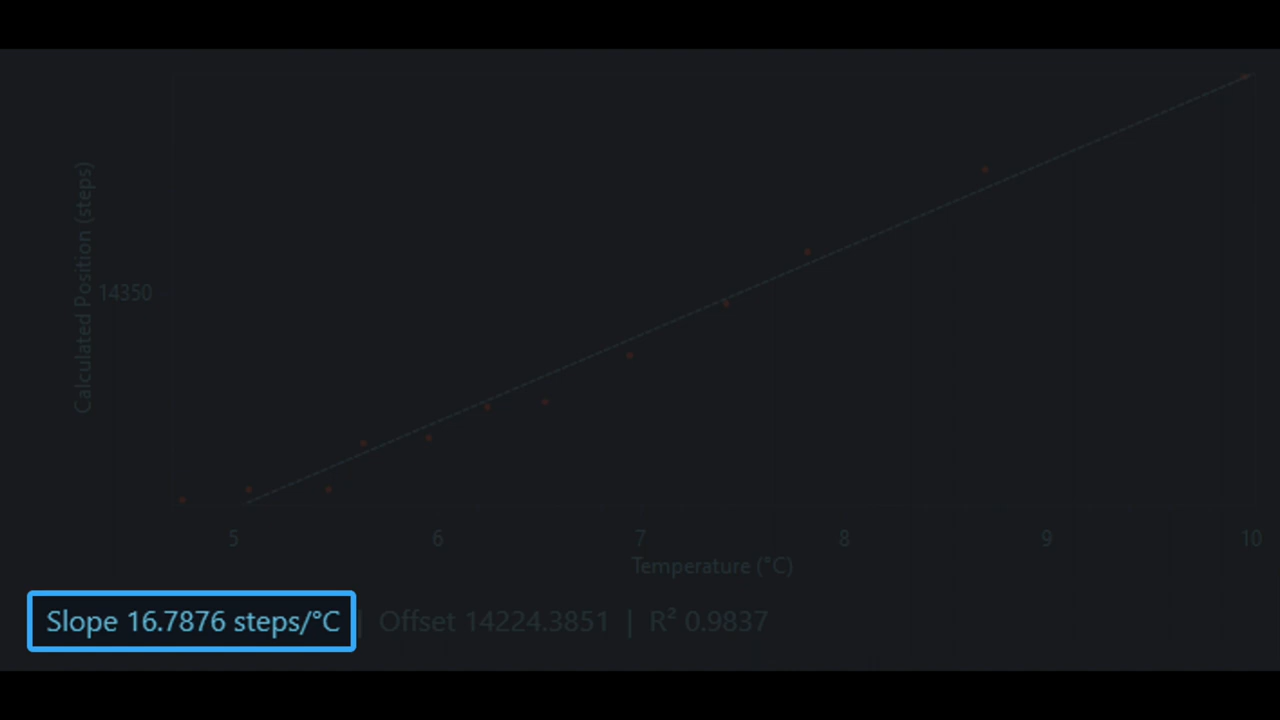 Calculated Position (steps)
14350
5 6 7 8 9 10
Temperature (°C)
Slope 16.7876 steps/°C | Offset 14224.3851 | R² 0.9837